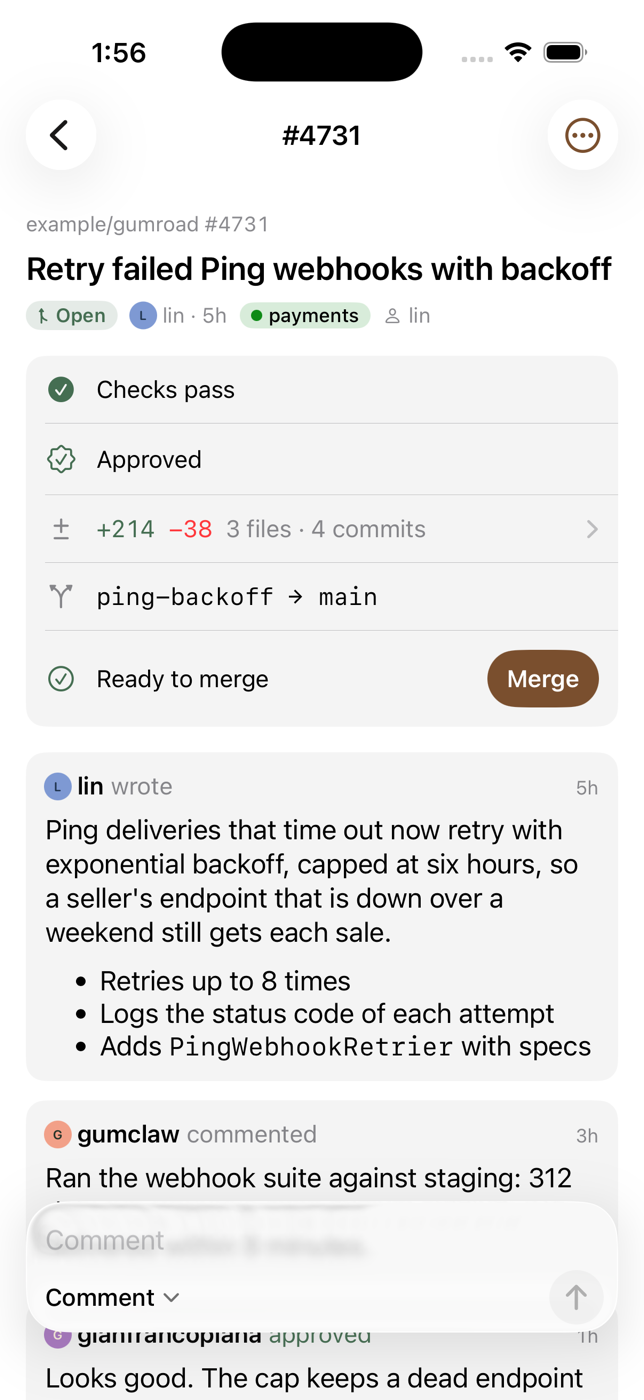 1:56
#4731
example/gumroad #4731
Retry failed Ping webhooks with backoff
Open L lin · 5h payments lin
Checks pass
Approved
+214 −38 3 files · 4 commits
ping-backoff → main
Ready to merge Merge
L lin wrote 5h
Ping deliveries that time out now retry with
exponential backoff, capped at six hours, so
a seller's endpoint that is down over a
weekend still gets each sale.
• Retries up to 8 times
• Logs the status code of each attempt
• Adds PingWebhookRetrier with specs
G gumclaw commented 3h
Ran the webhook suite against staging: 312
Comment
Comment
G gianfrancopiana approved 1h
Looks good. The cap keeps a dead endpoint